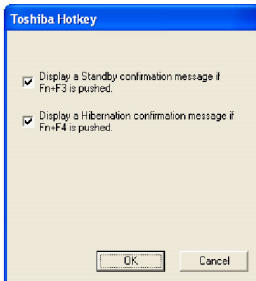 Toshiba Hotkey
Display a Standby confirmation message if
Fn+F3 is pushed.
Display a Hibernation confirmation message if
Fn+F4 is pushed.
OK
Cancel